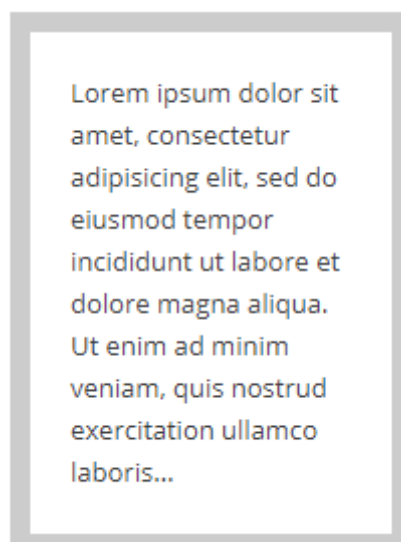 Lorem ipsum dolor sit
amet, consectetur
adipisicing elit, sed do
eiusmod tempor
incididunt ut labore et
dolore magna aliqua.
Ut enim ad minim
veniam, quis nostrud
exercitation ullamco
laboris...